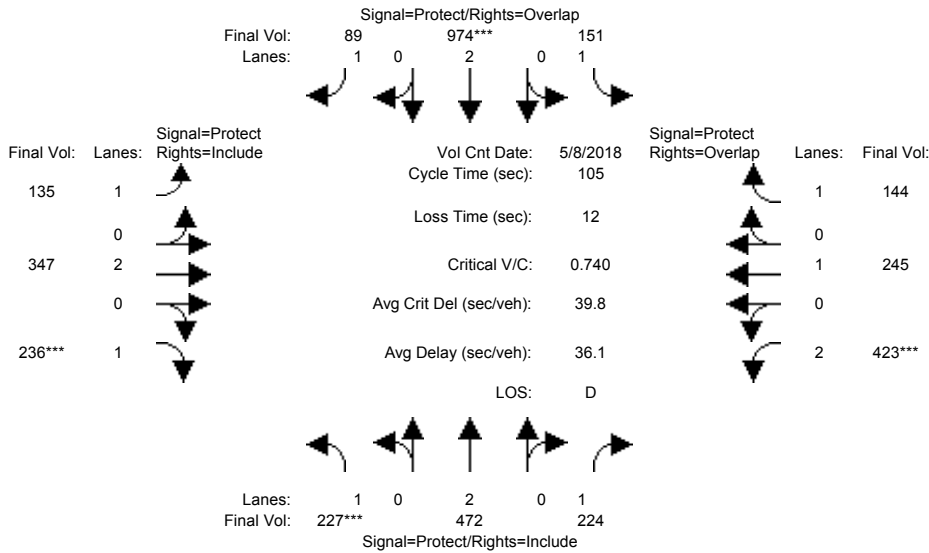 Signal=Protect/Rights=Overlap
Final Vol: 89 974*** 151
Lanes: 1 0 2 0 1
Signal=Protect Signal=Protect
Final Vol: Lanes: Rights=Include Vol Cnt Date: 5/8/2018 Rights=Overlap Lanes: Final Vol:
Cycle Time (sec): 105
135 1 1 144
Loss Time (sec): 12
0 0
347 2 Critical V/C: 0.740 1 245
0 Avg Crit Del (sec/veh): 39.8 0
236*** 1 Avg Delay (sec/veh): 36.1 2 423***
LOS: D
Lanes: 1 0 2 0 1
Final Vol: 227*** 472 224
Signal=Protect/Rights=Include